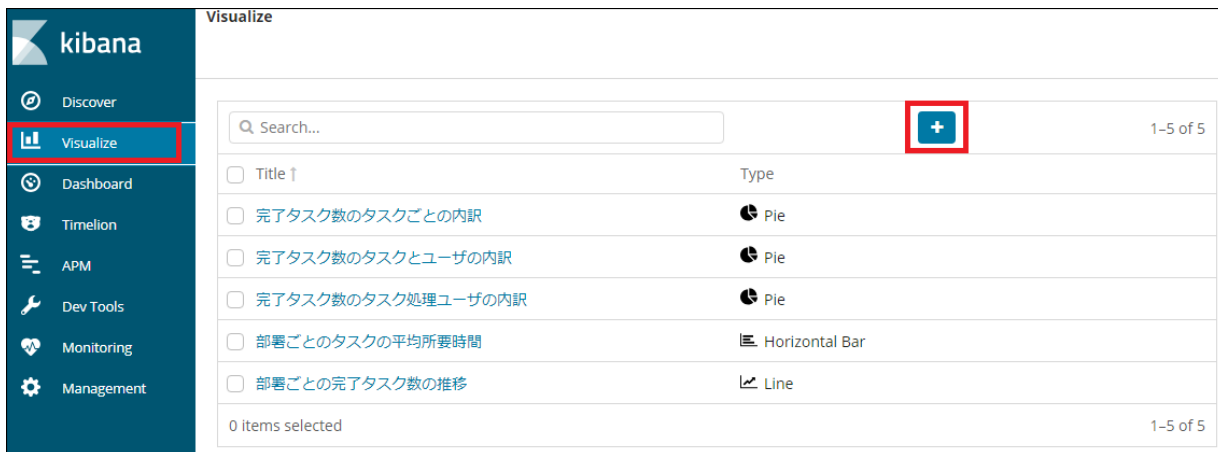 Visualize
kibana
Discover
Visualize
Dashboard
Timelion
APM
Dev Tools
Monitoring
Management
Search...
+
1–5 of 5
Title↑ Type
完了タスク数のタスクごとの内訳 Pie
完了タスク数のタスクとユーザの内訳 Pie
完了タスク数のタスク処理ユーザの内訳 Pie
部署ごとのタスクの平均所要時間 Horizontal Bar
部署ごとの完了タスク数の推移 Line
0 items selected 1–5 of 5